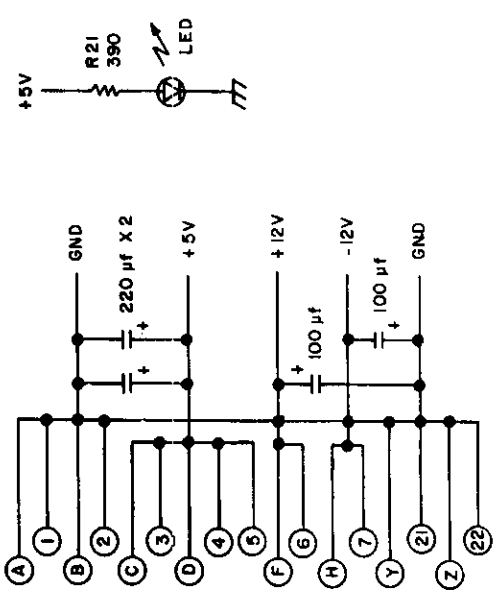 +5V
R21
390
LED
GND
220 µf X 2
+5V
+12V
100 µf
-12V
100 µf
GND
+
+
+
+
A
1
B
2
C
3
D
4
5
F
6
H
7
Y
21
Z
22